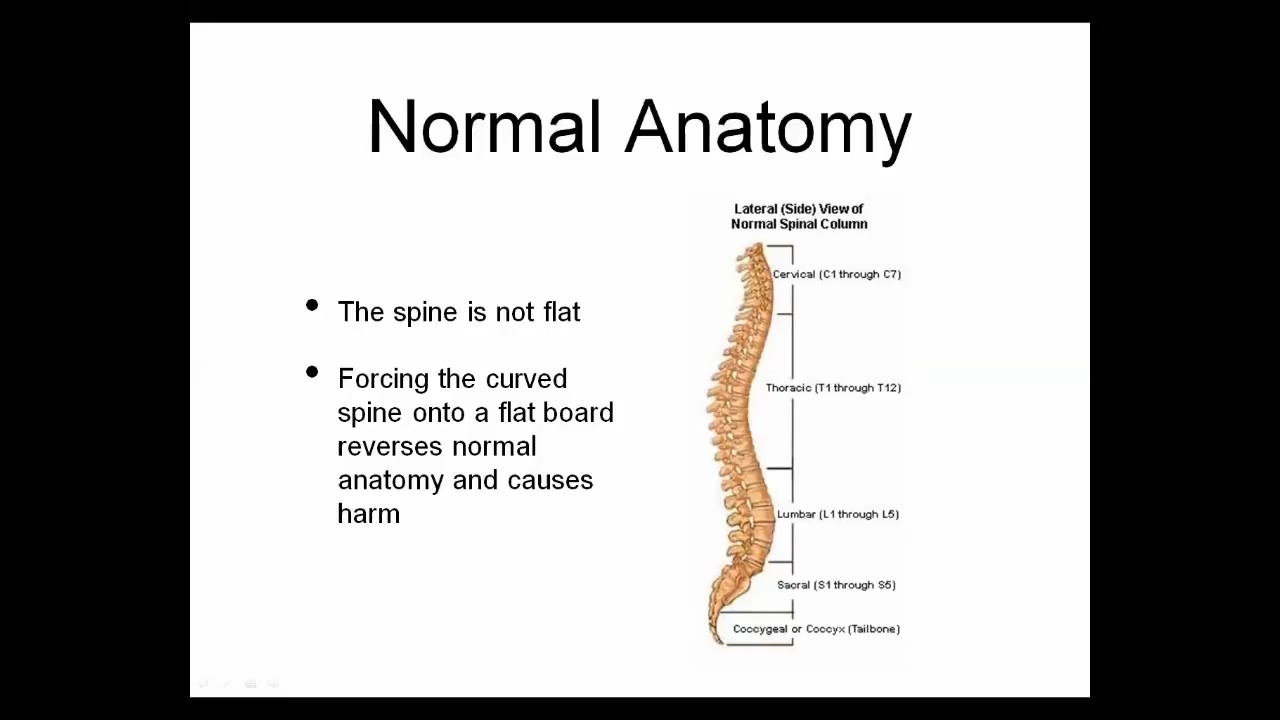 Normal Anatomy
• The spine is not flat
• Forcing the curved
spine onto a flat board
reverses normal
anatomy and causes
harm
Lateral (Side) View of
Normal Spinal Column
Cervical (C1 through C7)
Thoracic (T1 through T12)
Lumbar (L1 through L5)
Sacral (S1 through S5)
Coccygeal or Coccyx (Tailbone)